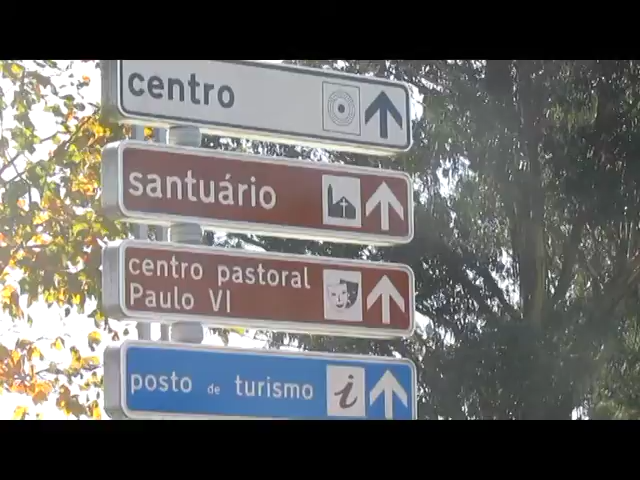 centro
santuário
centro pastoral
Paulo VI
posto de turismo i